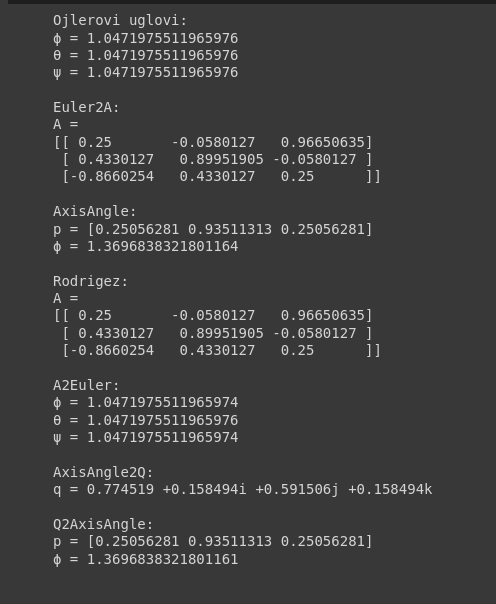 Ojlerovi uglovi:
ϕ = 1.0471975511965976
θ = 1.0471975511965976
ψ = 1.0471975511965976

Euler2A:
A =
[[ 0.25       -0.0580127   0.96650635]
 [ 0.4330127   0.89951905 -0.0580127 ]
 [-0.8660254   0.4330127   0.25      ]]

AxisAngle:
p = [0.25056281 0.93511313 0.25056281]
ϕ = 1.3696838321801164

Rodrigez:
A =
[[ 0.25       -0.0580127   0.96650635]
 [ 0.4330127   0.89951905 -0.0580127 ]
 [-0.8660254   0.4330127   0.25      ]]

A2Euler:
ϕ = 1.0471975511965974
θ = 1.0471975511965976
ψ = 1.0471975511965974

AxisAngle2Q:
q = 0.774519 +0.158494i +0.591506j +0.158494k

Q2AxisAngle:
p = [0.25056281 0.93511313 0.25056281]
ϕ = 1.3696838321801161